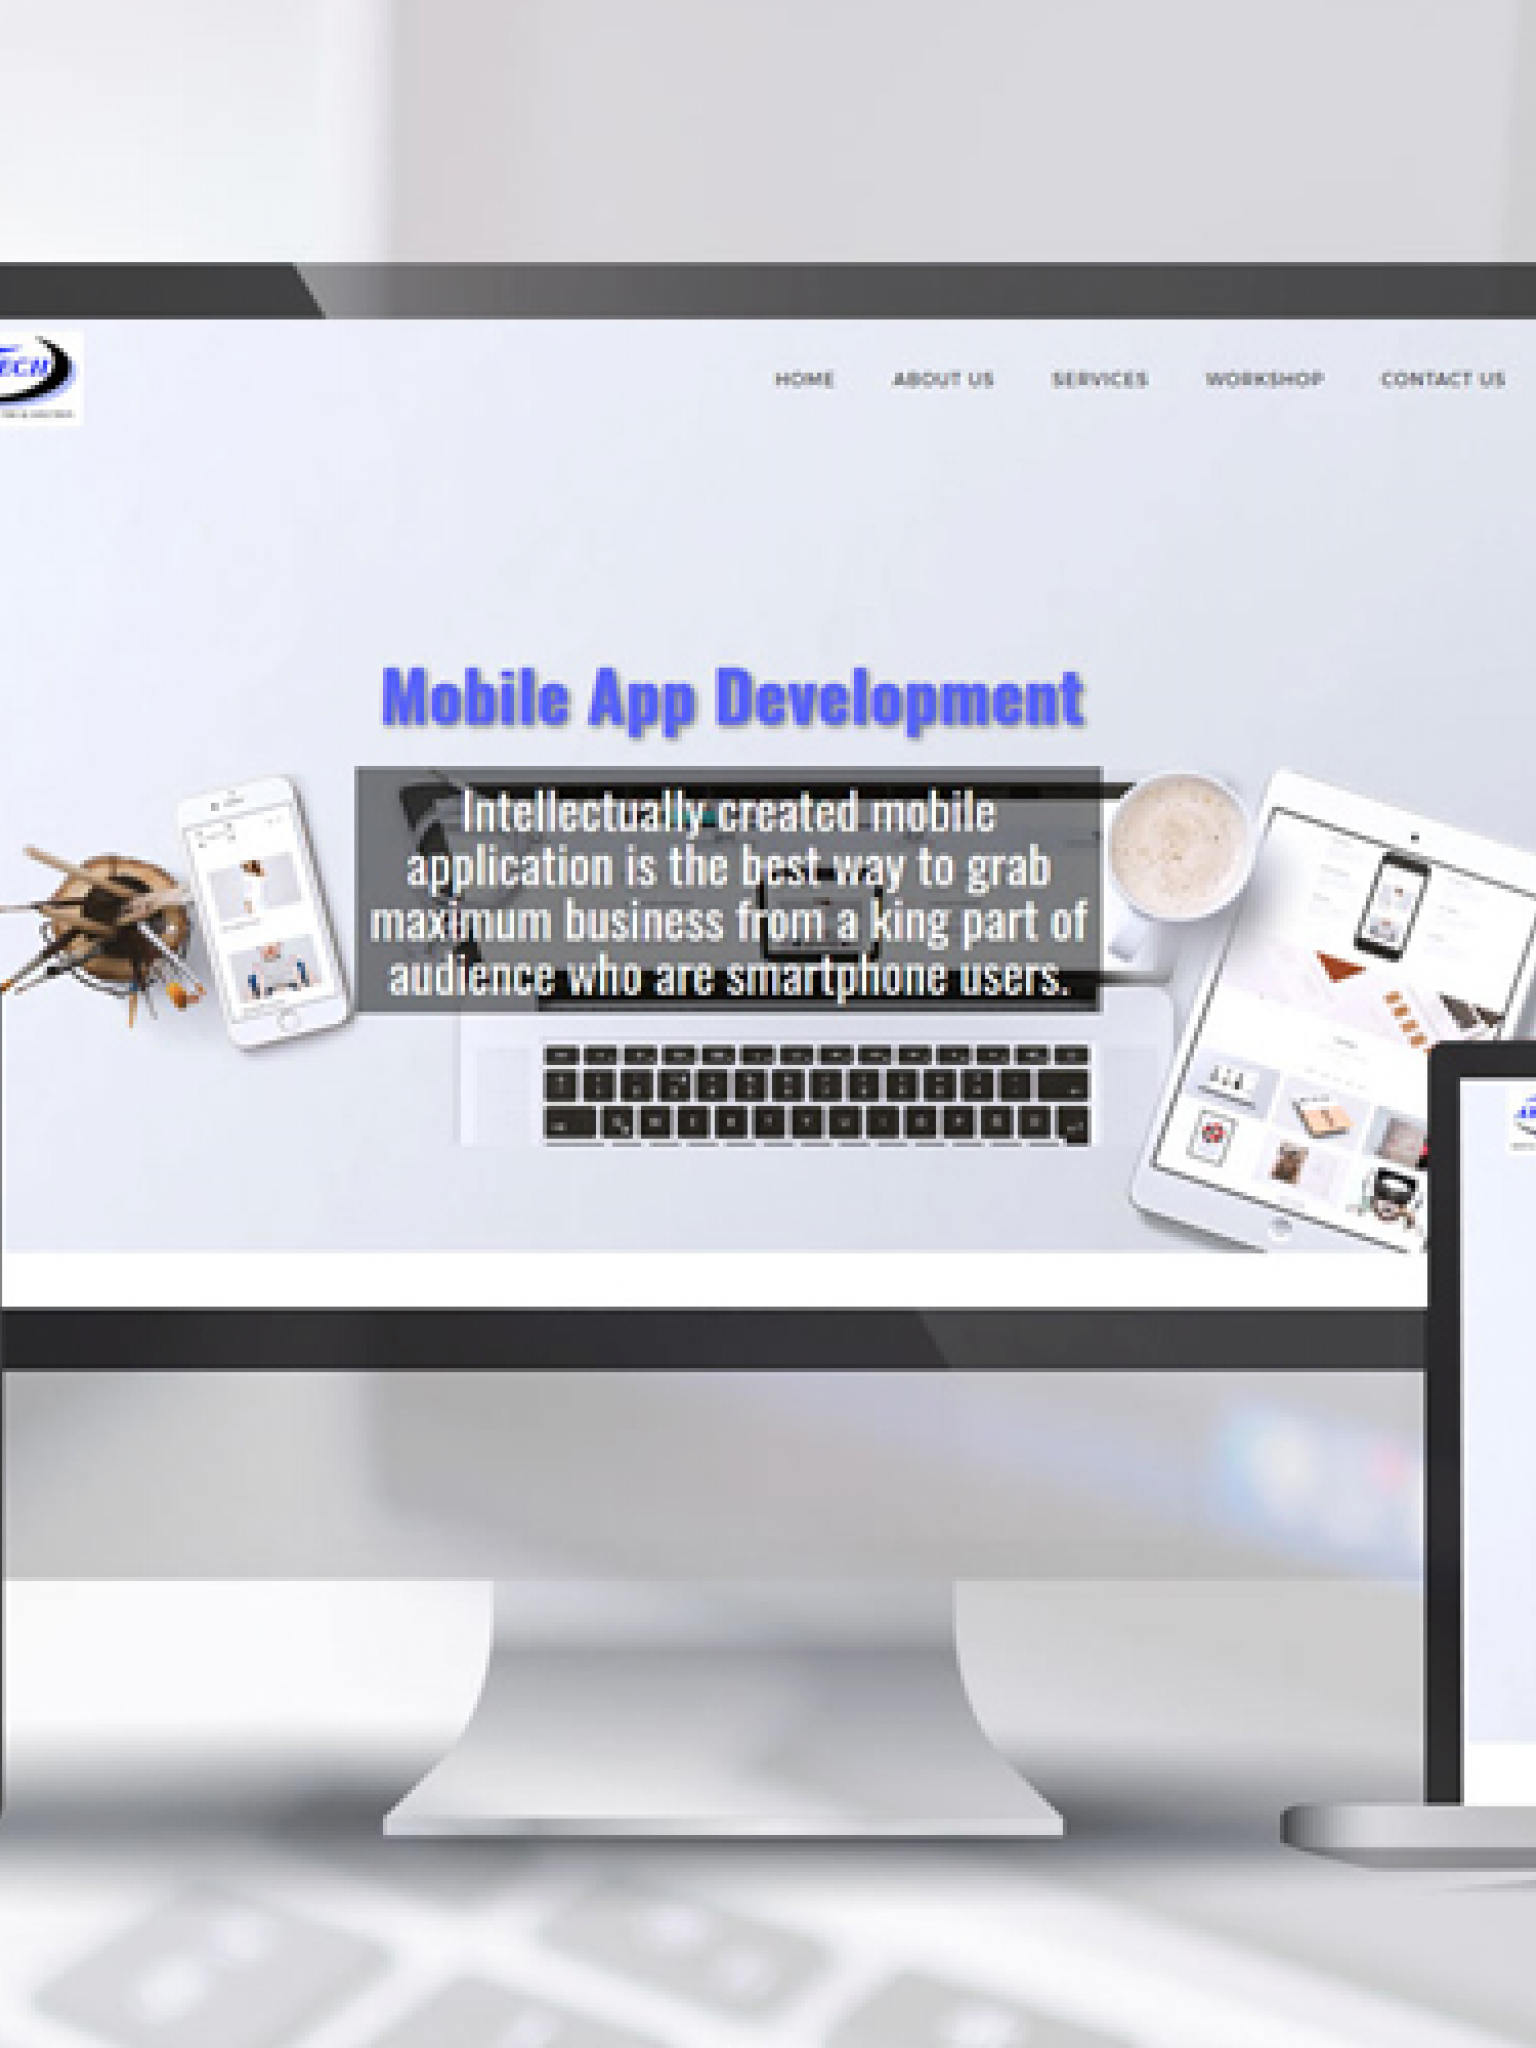 TECH
HOME ABOUT US SERVICES WORKSHOP CONTACT US
Mobile App Development
Intellectually created mobile
application is the best way to grab
maximum business from a king part of
audience who are smartphone users.